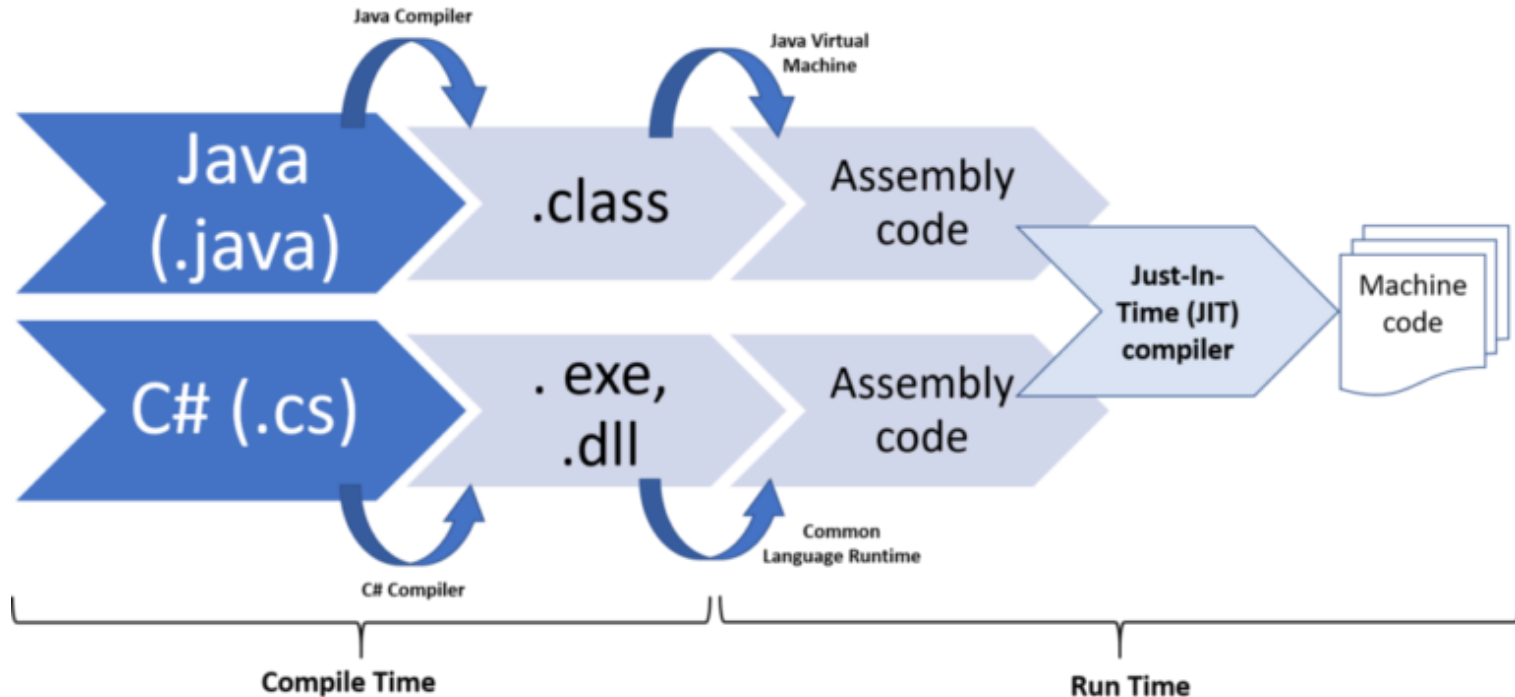 Java Compiler
Java Virtual
Machine
Java
(.java)
.class
Assembly
code
Just-In-
Time (JIT)
compiler
Machine
code
C# (.cs)
. exe,
.dll
Assembly
code
C# Compiler
Common
Language Runtime
Compile Time
Run Time